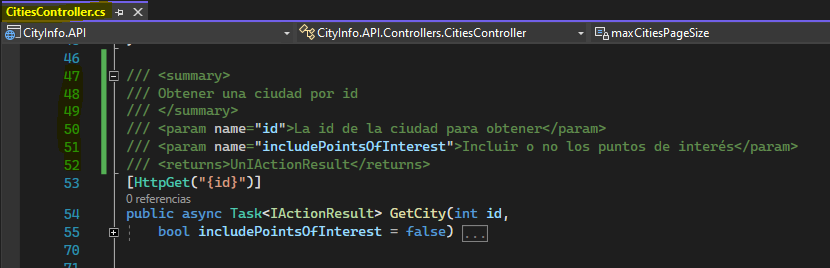 CitiesController.cs
CityInfo.API
CityInfo.API.Controllers.CitiesController
maxCitiesPageSize
46
47 /// <summary>
48 /// Obtener una ciudad por id
49 /// </summary>
50 /// <param name="id">La id de la ciudad para obtener</param>
51 /// <param name="includePointsOfInterest">Incluir o no los puntos de interés</param>
52 /// <returns>UnIActionResult</returns>
53 [HttpGet("{id}")]
0 referencias
54 public async Task<IActionResult> GetCity(int id,
55 bool includePointsOfInterest = false) ...
70